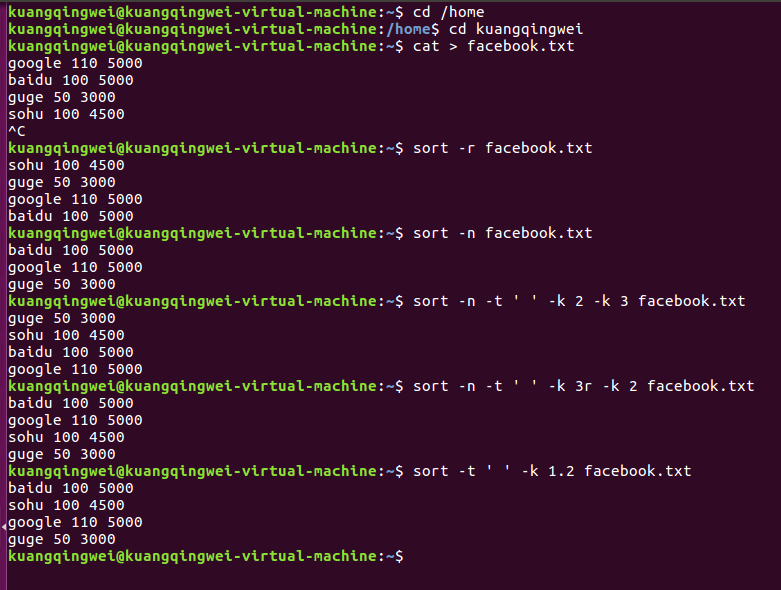 kuangqingwei@kuangqingwei-virtual-machine:~$ cd /home
kuangqingwei@kuangqingwei-virtual-machine:/home$ cd kuangqingwei
kuangqingwei@kuangqingwei-virtual-machine:~$ cat > facebook.txt
google 110 5000
baidu 100 5000
guge 50 3000
sohu 100 4500
^C
kuangqingwei@kuangqingwei-virtual-machine:~$ sort -r facebook.txt
sohu 100 4500
guge 50 3000
google 110 5000
baidu 100 5000
kuangqingwei@kuangqingwei-virtual-machine:~$ sort -n facebook.txt
baidu 100 5000
google 110 5000
guge 50 3000
kuangqingwei@kuangqingwei-virtual-machine:~$ sort -n -t ' ' -k 2 -k 3 facebook.txt
guge 50 3000
sohu 100 4500
baidu 100 5000
google 110 5000
kuangqingwei@kuangqingwei-virtual-machine:~$ sort -n -t ' ' -k 3r -k 2 facebook.txt
baidu 100 5000
google 110 5000
sohu 100 4500
guge 50 3000
kuangqingwei@kuangqingwei-virtual-machine:~$ sort -t ' ' -k 1.2 facebook.txt
baidu 100 5000
sohu 100 4500
google 110 5000
guge 50 3000
kuangqingwei@kuangqingwei-virtual-machine:~$